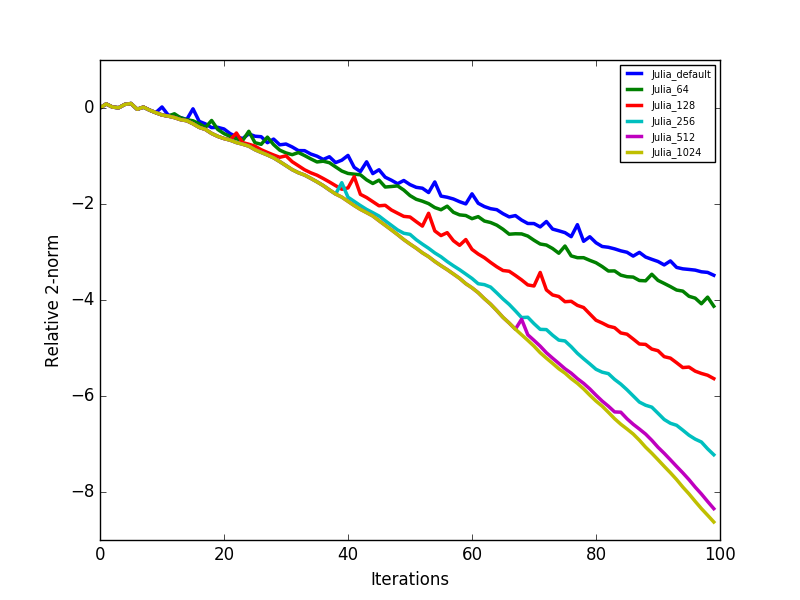 Julia_default
Julia_64
Julia_128
Julia_256
Julia_512
Julia_1024
0
−2
−4
−6
−8
Relative 2-norm
0 20 40 60 80 100
Iterations